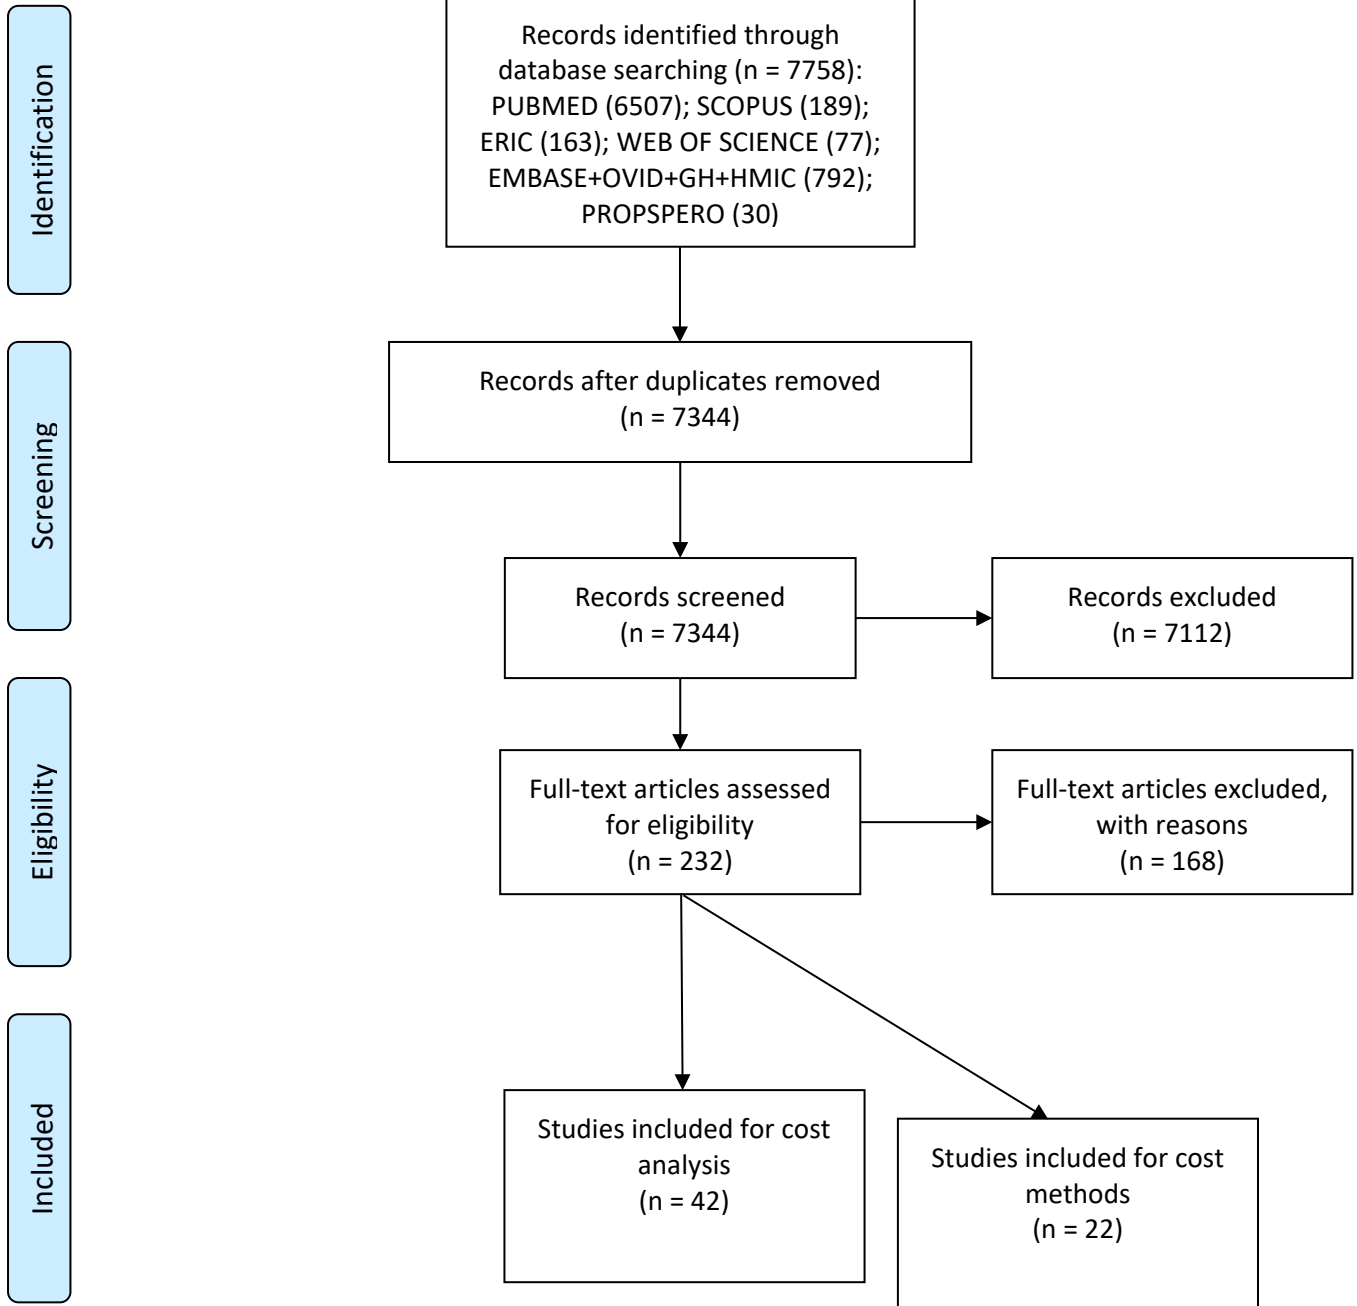 Identification
Records identified through
database searching (n = 7758):
PUBMED (6507); SCOPUS (189);
ERIC (163); WEB OF SCIENCE (77);
EMBASE+OVID+GH+HMIC (792);
PROPSPERO (30)
Screening
Records after duplicates removed
(n = 7344)
Records screened
(n = 7344)
Records excluded
(n = 7112)
Eligibility
Full-text articles assessed
for eligibility
(n = 232)
Full-text articles excluded,
with reasons
(n = 168)
Included
Studies included for cost
analysis
(n = 42)
Studies included for cost
methods
(n = 22)